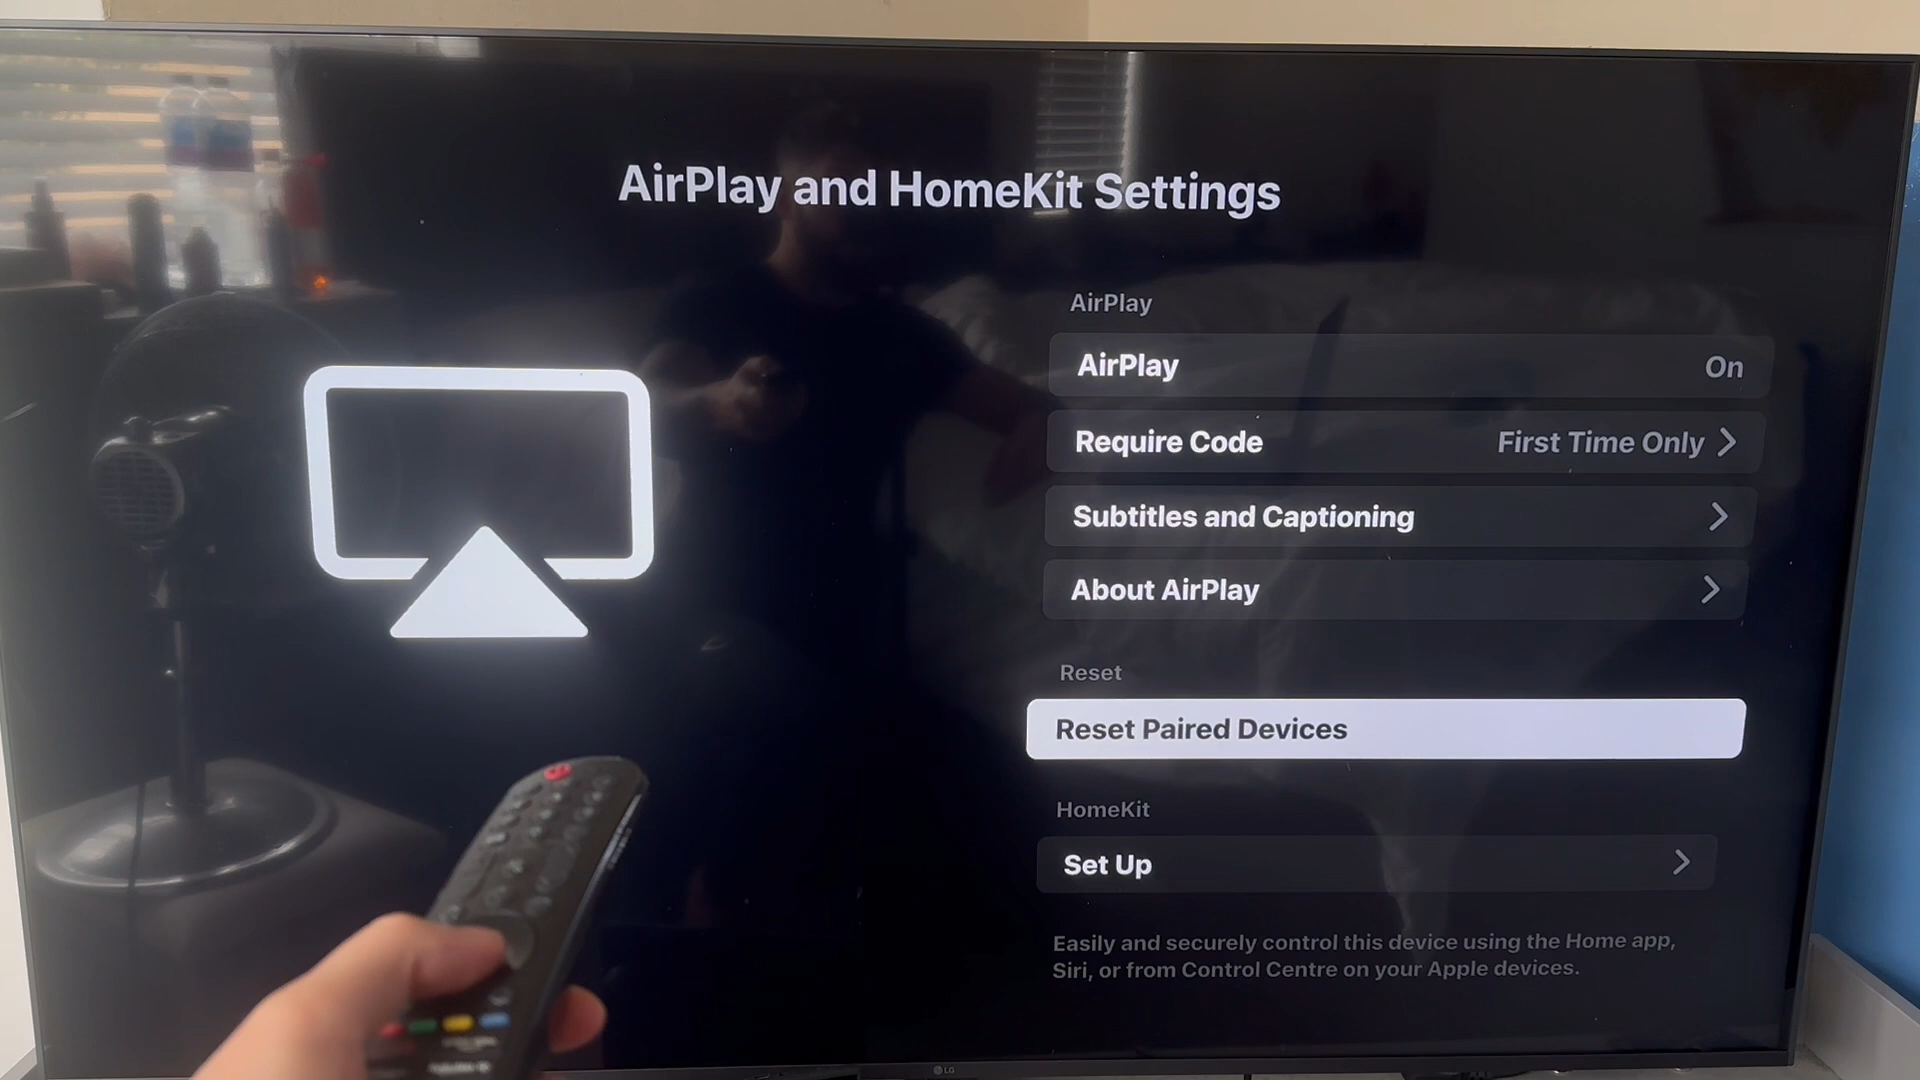 AirPlay and HomeKit Settings
AirPlay
AirPlay On
Require Code First Time Only
Subtitles and Captioning
About AirPlay
Reset
Reset Paired Devices
HomeKit
Set Up
Easily and securely control this device using the Home app,
Siri, or from Control Centre on your Apple devices.
LG